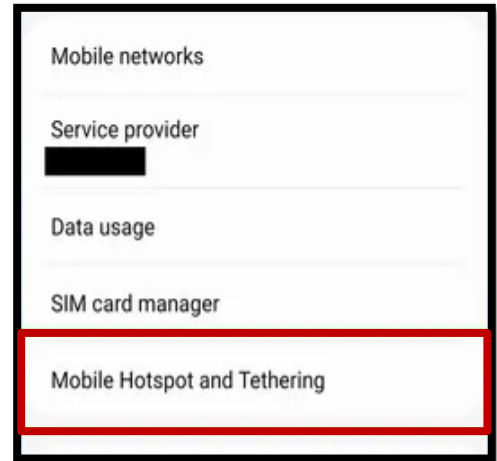 Mobile networks
Service provider
Data usage
SIM card manager
Mobile Hotspot and Tethering